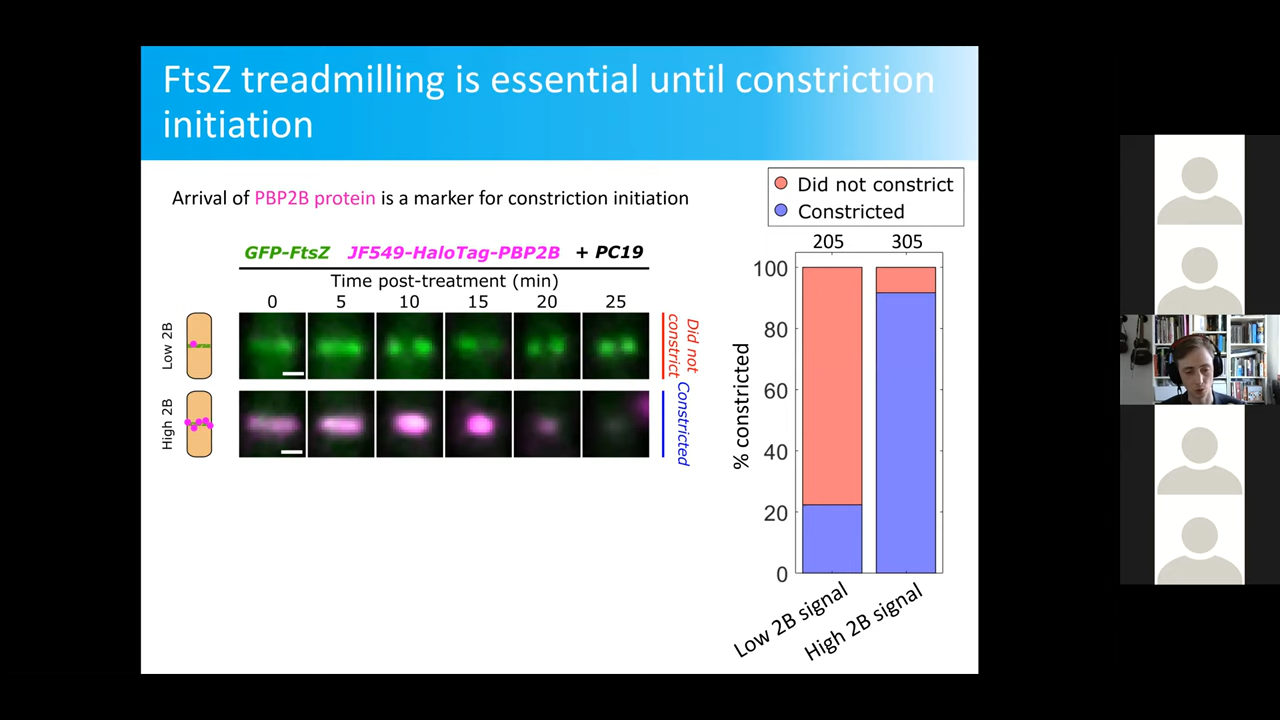 FtsZ treadmilling is essential until constriction
initiation
Arrival of PBP2B protein is a marker for constriction initiation
GFP-FtsZ JF549-HaloTag-PBP2B + PC19
Time post-treatment (min)
0 5 10 15 20 25
Low 2B
Did not
constrict
High 2B
Constricted
Did not constrict
Constricted
205 305
% constricted
100
80
60
40
20
0
Low 2B signal
High 2B signal